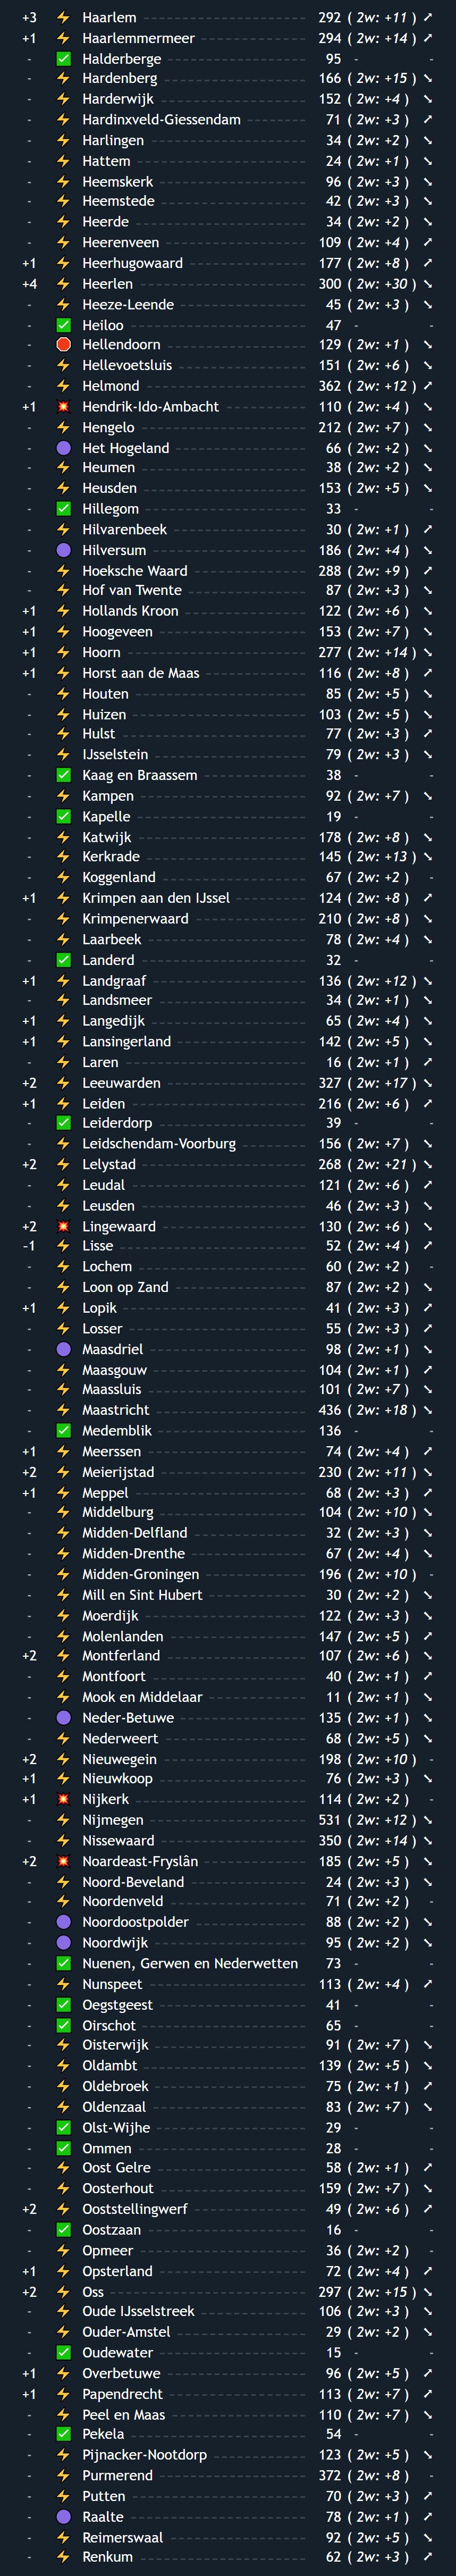 +3 ⚡ Haarlem 292 ( 2w: +11 ) ➚
+1 ⚡ Haarlemmermeer 294 ( 2w: +14 ) ➚
- ✅ Halderberge 95 - -
- ⚡ Hardenberg 166 ( 2w: +15 ) ➘
- ⚡ Harderwijk 152 ( 2w: +4 ) ➘
- ⚡ Hardinxveld-Giessendam 71 ( 2w: +3 ) ➚
- ⚡ Harlingen 34 ( 2w: +2 ) ➘
- ⚡ Hattem 24 ( 2w: +1 ) ➘
- ⚡ Heemskerk 96 ( 2w: +3 ) ➘
- ⚡ Heemstede 42 ( 2w: +3 ) ➘
- ⚡ Heerde 34 ( 2w: +2 ) ➘
- ⚡ Heerenveen 109 ( 2w: +4 ) ➚
+1 ⚡ Heerhugowaard 177 ( 2w: +8 ) ➚
+4 ⚡ Heerlen 300 ( 2w: +30 ) ➘
- ⚡ Heeze-Leende 45 ( 2w: +3 ) ➘
- ✅ Heiloo 47 - -
- 🛑 Hellendoorn 129 ( 2w: +1 ) ➘
- ⚡ Hellevoetsluis 151 ( 2w: +6 ) ➘
- ⚡ Helmond 362 ( 2w: +12 ) ➚
+1 💥 Hendrik-Ido-Ambacht 110 ( 2w: +4 ) ➘
- ⚡ Hengelo 212 ( 2w: +7 ) ➘
- 🟣 Het Hogeland 66 ( 2w: +2 ) ➘
- ⚡ Heumen 38 ( 2w: +2 ) ➘
- ⚡ Heusden 153 ( 2w: +5 ) ➘
- ✅ Hillegom 33 - -
- ⚡ Hilvarenbeek 30 ( 2w: +1 ) ➚
- 🟣 Hilversum 186 ( 2w: +4 ) ➘
- ⚡ Hoeksche Waard 288 ( 2w: +9 ) ➚
- ⚡ Hof van Twente 87 ( 2w: +3 ) ➘
+1 ⚡ Hollands Kroon 122 ( 2w: +6 ) ➘
+1 ⚡ Hoogeveen 153 ( 2w: +7 ) ➘
+1 ⚡ Hoorn 277 ( 2w: +14 ) ➘
+1 ⚡ Horst aan de Maas 116 ( 2w: +8 ) ➚
- ⚡ Houten 85 ( 2w: +5 ) ➘
- ⚡ Huizen 103 ( 2w: +5 ) ➘
- ⚡ Hulst 77 ( 2w: +3 ) ➚
- ⚡ IJsselstein 79 ( 2w: +3 ) ➘
- ✅ Kaag en Braassem 38 - -
- ⚡ Kampen 92 ( 2w: +7 ) ➘
- ✅ Kapelle 19 - -
- ⚡ Katwijk 178 ( 2w: +8 ) ➘
- ⚡ Kerkrade 145 ( 2w: +13 ) ➘
- ⚡ Koggenland 67 ( 2w: +2 ) -
+1 ⚡ Krimpen aan den IJssel 124 ( 2w: +8 ) ➚
- ⚡ Krimpenerwaard 210 ( 2w: +8 ) ➘
- ⚡ Laarbeek 78 ( 2w: +4 ) ➘
- ✅ Landerd 32 - -
+1 ⚡ Landgraaf 136 ( 2w: +12 ) ➘
- ⚡ Landsmeer 34 ( 2w: +1 ) ➘
+1 ⚡ Langedijk 65 ( 2w: +4 ) ➘
+1 ⚡ Lansingerland 142 ( 2w: +5 ) ➘
- ⚡ Laren 16 ( 2w: +1 ) ➚
+2 ⚡ Leeuwarden 327 ( 2w: +17 ) ➘
+1 ⚡ Leiden 216 ( 2w: +6 ) ➚
- ✅ Leiderdorp 39 - -
- ⚡ Leidschendam-Voorburg 156 ( 2w: +7 ) ➘
+2 ⚡ Lelystad 268 ( 2w: +21 ) ➘
- ⚡ Leudal 121 ( 2w: +6 ) ➚
- ⚡ Leusden 46 ( 2w: +3 ) ➘
+2 💥 Lingewaard 130 ( 2w: +6 ) ➘
-1 ⚡ Lisse 52 ( 2w: +4 ) ➚
- ⚡ Lochem 60 ( 2w: +2 ) -
- ⚡ Loon op Zand 87 ( 2w: +2 ) ➘
+1 ⚡ Lopik 41 ( 2w: +3 ) ➚
- ⚡ Losser 55 ( 2w: +3 ) ➚
- 🟣 Maasdriel 98 ( 2w: +1 ) ➘
- ⚡ Maasgouw 104 ( 2w: +1 ) ➚
- ⚡ Maassluis 101 ( 2w: +7 ) ➘
- ⚡ Maastricht 436 ( 2w: +18 ) ➘
- ✅ Medemblik 136 - -
+1 ⚡ Meerssen 74 ( 2w: +4 ) ➚
+2 ⚡ Meierijstad 230 ( 2w: +11 ) ➘
+1 ⚡ Meppel 68 ( 2w: +3 ) ➚
- ⚡ Middelburg 104 ( 2w: +10 ) ➘
- ⚡ Midden-Delfland 32 ( 2w: +3 ) ➘
- ⚡ Midden-Drenthe 67 ( 2w: +4 ) ➘
- ⚡ Midden-Groningen 196 ( 2w: +10 ) -
- ⚡ Mill en Sint Hubert 30 ( 2w: +2 ) ➘
- ⚡ Moerdijk 122 ( 2w: +3 ) ➘
- ⚡ Molenlanden 147 ( 2w: +5 ) ➚
+2 ⚡ Montferland 107 ( 2w: +6 ) ➘
- ⚡ Montfoort 40 ( 2w: +1 ) ➚
- ⚡ Mook en Middelaar 11 ( 2w: +1 ) ➘
- 🟣 Neder-Betuwe 135 ( 2w: +1 ) ➘
- ⚡ Nederweert 68 ( 2w: +5 ) ➘
+2 ⚡ Nieuwegein 198 ( 2w: +10 ) -
+1 ⚡ Nieuwkoop 76 ( 2w: +3 ) ➘
+1 💥 Nijkerk 114 ( 2w: +2 ) -
- ⚡ Nijmegen 531 ( 2w: +12 ) ➘
- ⚡ Nissewaard 350 ( 2w: +14 ) ➘
+2 💥 Noardeast-Fryslân 185 ( 2w: +5 ) ➘
- ⚡ Noord-Beveland 24 ( 2w: +3 ) ➘
- ⚡ Noordenveld 71 ( 2w: +2 ) -
- 🟣 Noordoostpolder 88 ( 2w: +2 ) ➘
- 🟣 Noordwijk 95 ( 2w: +2 ) ➘
- ✅ Nuenen, Gerwen en Nederwetten 73 - -
- ⚡ Nunspeet 113 ( 2w: +4 ) ➚
- ✅ Oegstgeest 41 - -
- ✅ Oirschot 65 - -
- ⚡ Oisterwijk 91 ( 2w: +7 ) ➘
- ⚡ Oldambt 139 ( 2w: +5 ) ➘
- ⚡ Oldebroek 75 ( 2w: +1 ) ➚
- ⚡ Oldenzaal 83 ( 2w: +7 ) ➘
- ✅ Olst-Wijhe 29 - -
- ✅ Ommen 28 - -
- ⚡ Oost Gelre 58 ( 2w: +1 ) ➚
- ⚡ Oosterhout 159 ( 2w: +7 ) ➘
+2 ⚡ Ooststellingwerf 49 ( 2w: +6 ) ➚
- ✅ Oostzaan 16 - -
- ⚡ Opmeer 36 ( 2w: +2 ) -
+1 ⚡ Opsterland 72 ( 2w: +4 ) ➚
+2 ⚡ Oss 297 ( 2w: +15 ) ➘
- ⚡ Oude IJsselstreek 106 ( 2w: +3 ) ➘
- ⚡ Ouder-Amstel 29 ( 2w: +2 ) ➘
- ✅ Oudewater 15 - -
+1 ⚡ Overbetuwe 96 ( 2w: +5 ) ➚
+1 ⚡ Papendrecht 113 ( 2w: +7 ) ➚
- ⚡ Peel en Maas 110 ( 2w: +7 ) ➘
- ✅ Pekela 54 - -
- ⚡ Pijnacker-Nootdorp 123 ( 2w: +5 ) ➘
- ⚡ Purmerend 372 ( 2w: +8 ) -
- ⚡ Putten 70 ( 2w: +3 ) ➚
- 🟣 Raalte 78 ( 2w: +1 ) ➚
- ⚡ Reimerswaal 92 ( 2w: +5 ) ➘
- ⚡ Renkum 62 ( 2w: +3 ) ➚